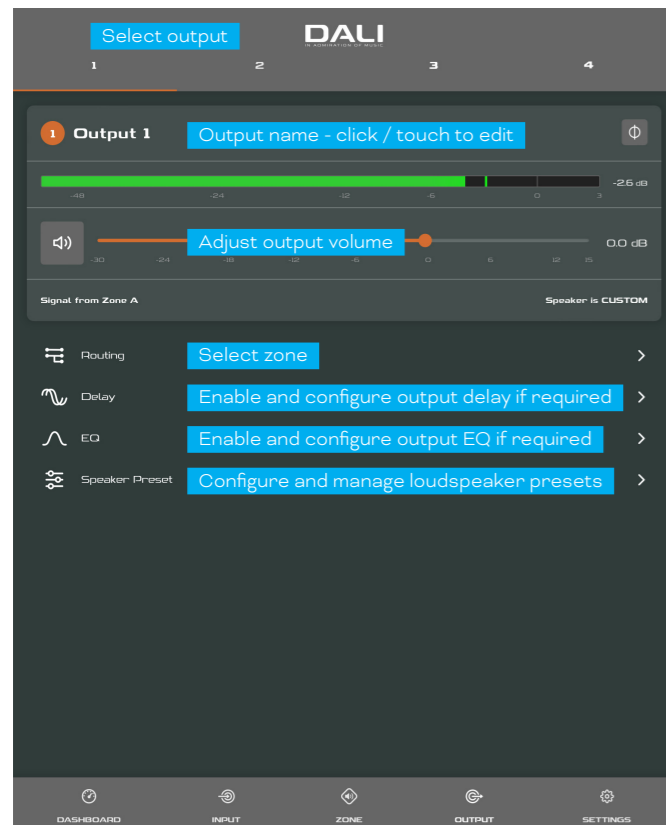 Select output
DALI
IN ADMIRATION OF MUSIC
1 2 3 4
1 Output 1 Output name - click / touch to edit
-2.6 dB
-48 -24 -12 -6 0 3
Adjust output volume 0.0 dB
-30 -24 -18 -12 -6 0 6 12 15
Signal from Zone A Speaker is CUSTOM
Routing Select zone
Delay Enable and configure output delay if required
EQ Enable and configure output EQ if required
Speaker Preset Configure and manage loudspeaker presets
DASHBOARD INPUT ZONE OUTPUT SETTINGS